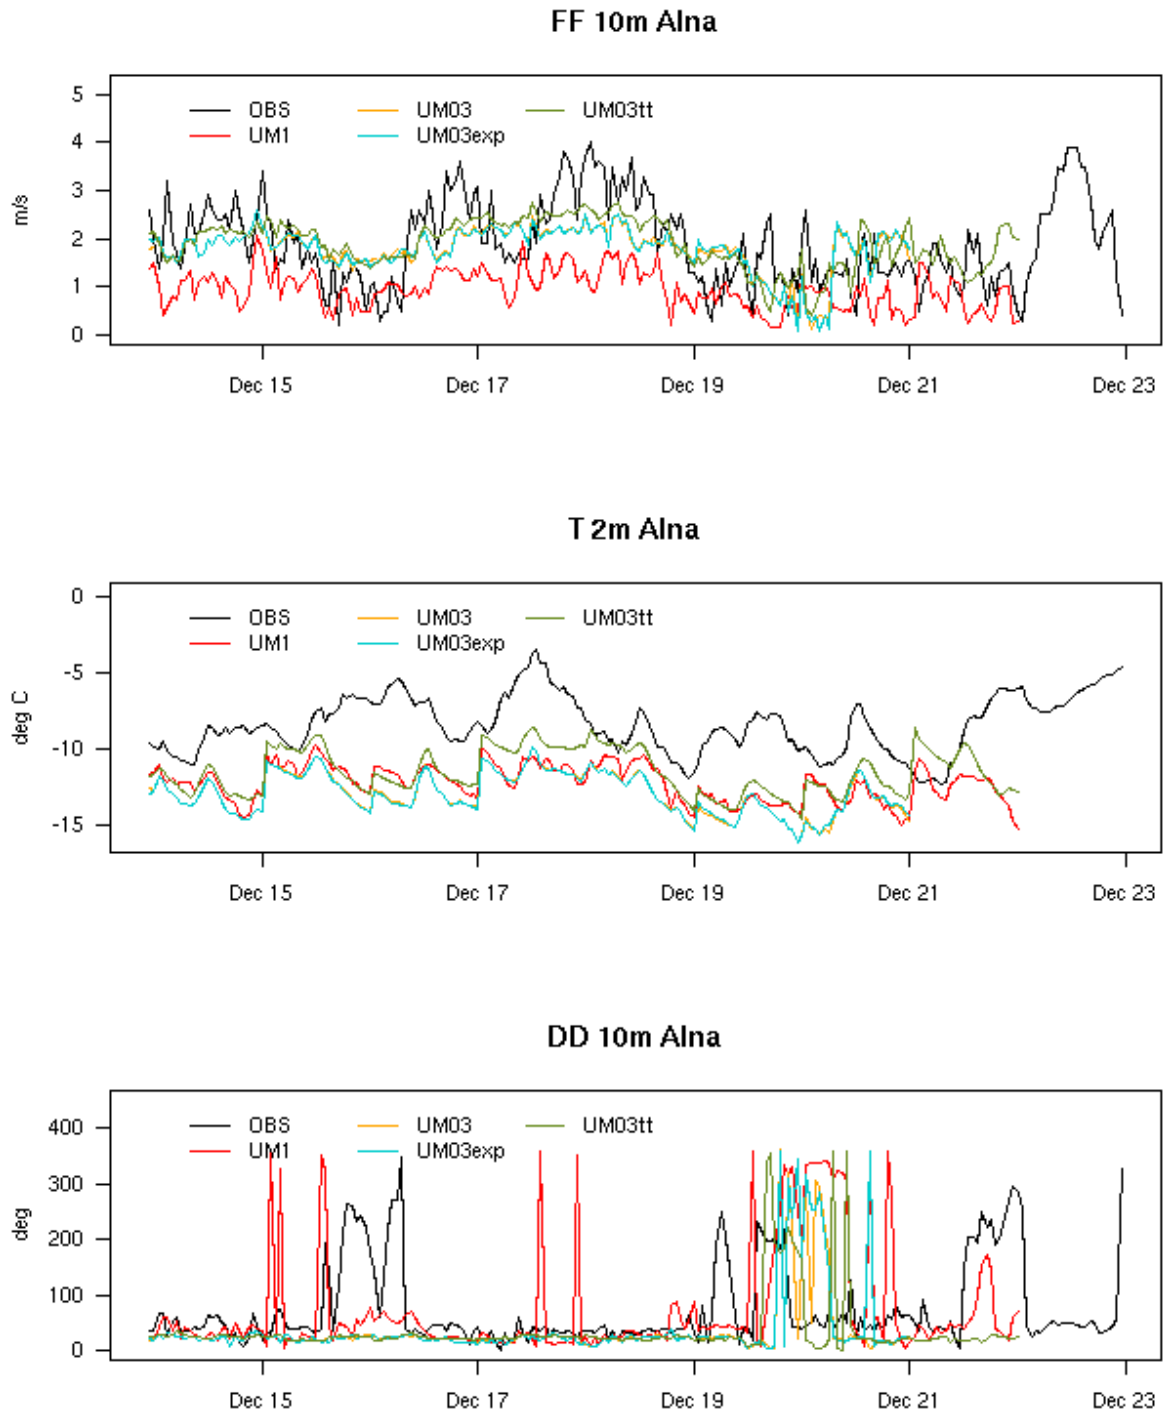 FF 10m Alna
5
4
3
2
1
0
m/s
OBS UM03 UM03tt
UM1 UM03exp
Dec 15 Dec 17 Dec 19 Dec 21 Dec 23
T 2m Alna
0
-5
-10
-15
deg C
OBS UM03 UM03tt
UM1 UM03exp
Dec 15 Dec 17 Dec 19 Dec 21 Dec 23
DD 10m Alna
400
300
200
100
0
deg
OBS UM03 UM03tt
UM1 UM03exp
Dec 15 Dec 17 Dec 19 Dec 21 Dec 23